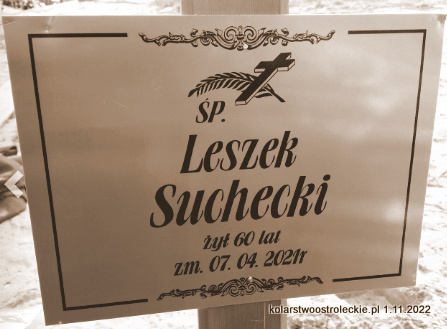 ŚP.
Leszek
Suchecki
żył 60 lat
zm. 07. 04. 2021r
kolarstwoostroleckie.pl 1.11.2022